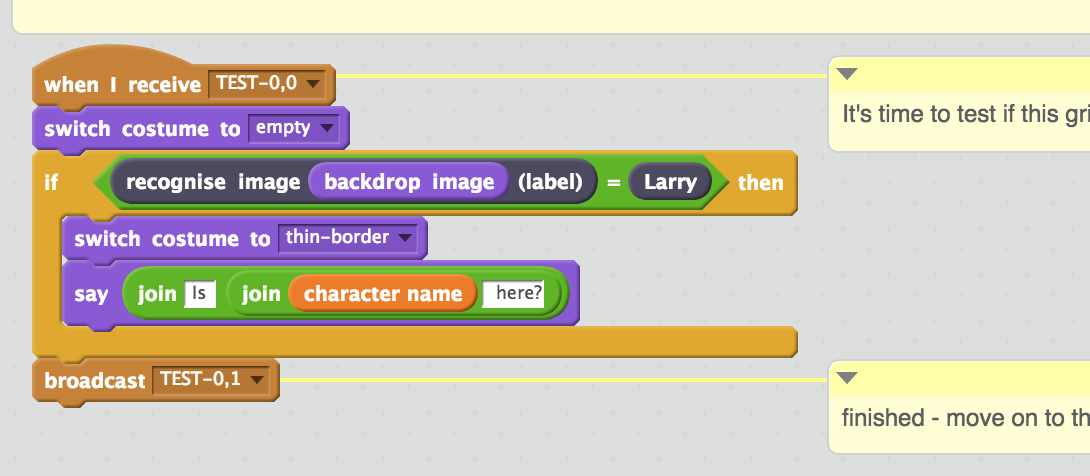 when I receive TEST-0,0
It's time to test if this gri
switch costume to empty
if recognise image backdrop image (label) = Larry then
switch costume to thin-border
say join Is join character name here?
broadcast TEST-0,1
finished - move on to th